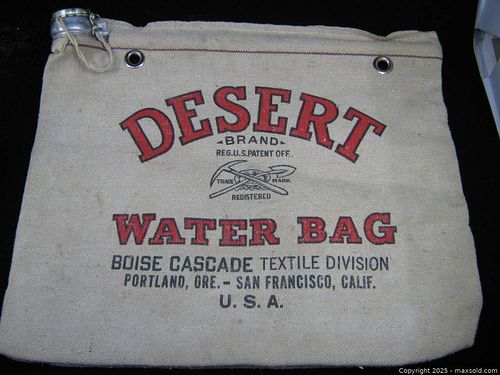 DESERT
BRAND
REG.U.S.PATENT OFF.
TRADE MARK
REGISTERED
WATER BAG
BOISE CASCADE TEXTILE DIVISION
PORTLAND, ORE. - SAN FRANCISCO, CALIF.
U. S. A.
Copyright 2025 - maxsold.com